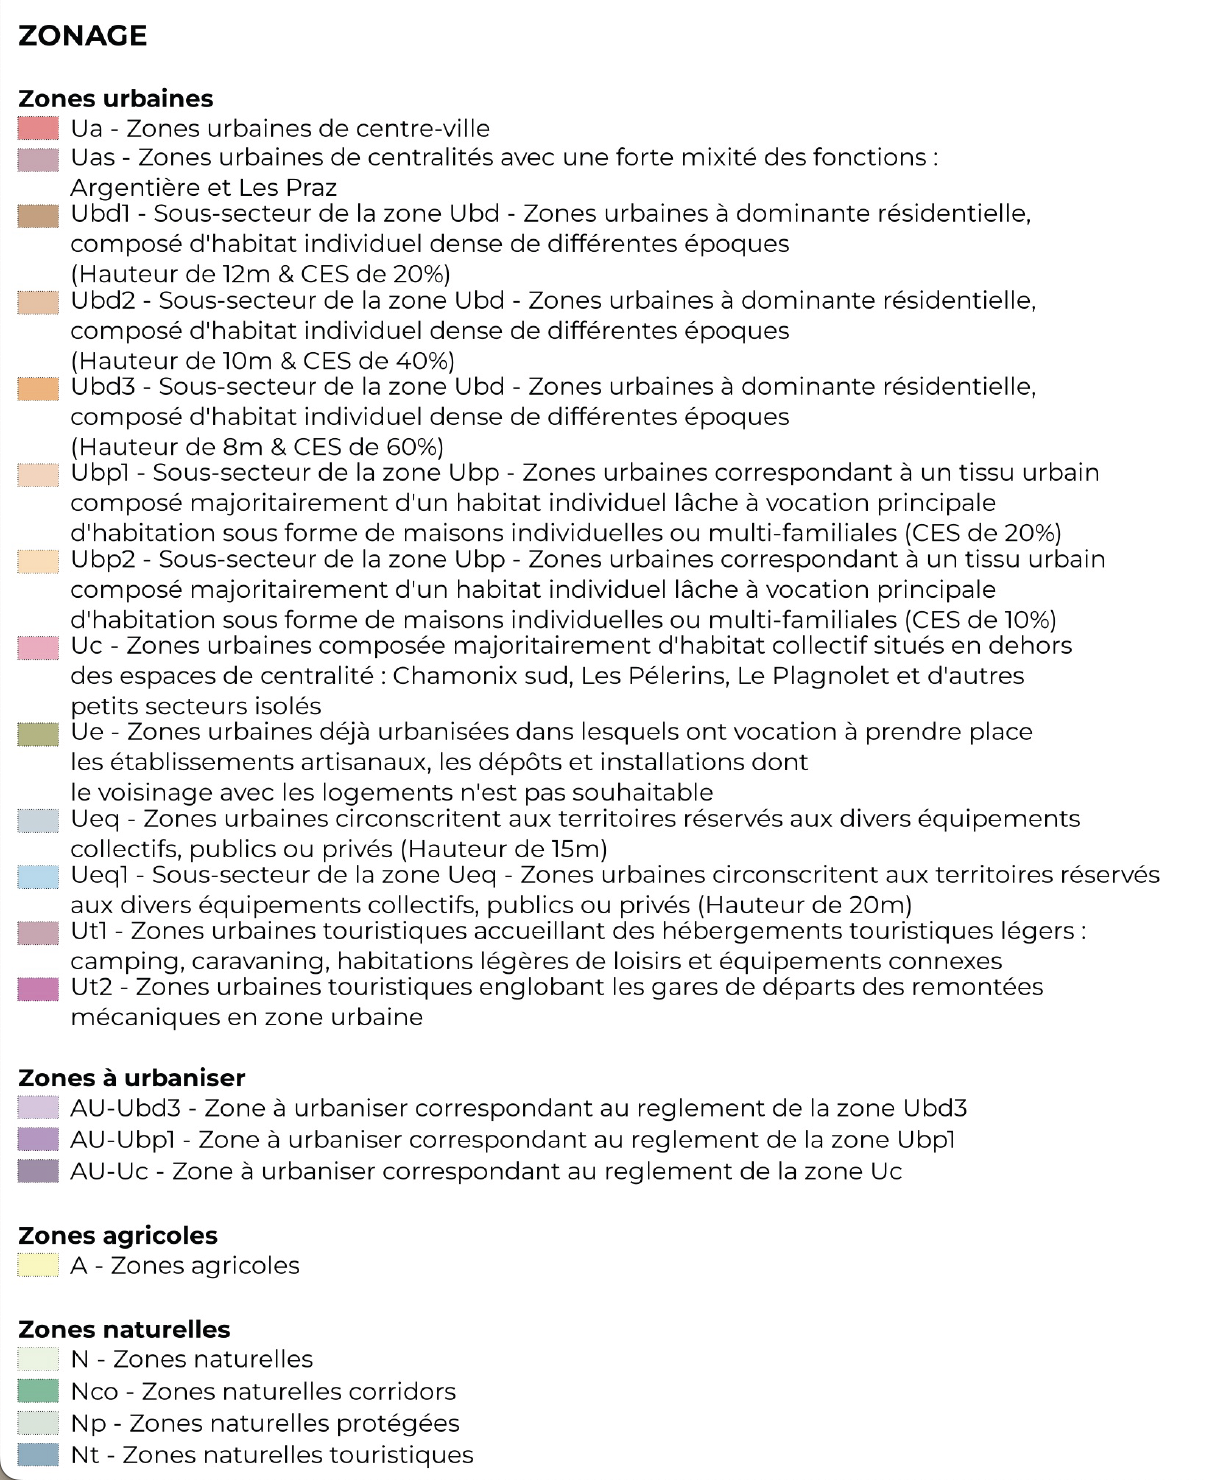 ZONAGE
Zones urbaines
Ua - Zones urbaines de centre-ville
Uas - Zones urbaines de centralités avec une forte mixité des fonctions :
Argentière et Les Praz
Ubd1 - Sous-secteur de la zone Ubd - Zones urbaines à dominante résidentielle,
composé d'habitat individuel dense de différentes époques
(Hauteur de 12m & CES de 20%)
Ubd2 - Sous-secteur de la zone Ubd - Zones urbaines à dominante résidentielle,
composé d'habitat individuel dense de différentes époques
(Hauteur de 10m & CES de 40%)
Ubd3 - Sous-secteur de la zone Ubd - Zones urbaines à dominante résidentielle,
composé d'habitat individuel dense de différentes époques
(Hauteur de 8m & CES de 60%)
Ubp1 - Sous-secteur de la zone Ubp - Zones urbaines correspondant à un tissu urbain
composé majoritairement d'un habitat individuel lâche à vocation principale
d'habitation sous forme de maisons individuelles ou multi-familiales (CES de 20%)
Ubp2 - Sous-secteur de la zone Ubp - Zones urbaines correspondant à un tissu urbain
composé majoritairement d'un habitat individuel lâche à vocation principale
d'habitation sous forme de maisons individuelles ou multi-familiales (CES de 10%)
Uc - Zones urbaines composée majoritairement d'habitat collectif situés en dehors
des espaces de centralité : Chamonix sud, Les Pélerins, Le Plagnolet et d'autres
petits secteurs isolés
Ue - Zones urbaines déjà urbanisées dans lesquels ont vocation à prendre place
les établissements artisanaux, les dépôts et installations dont
le voisinage avec les logements n'est pas souhaitable
Ueq - Zones urbaines circonscritent aux territoires réservés aux divers équipements
collectifs, publics ou privés (Hauteur de 15m)
Ueq1 - Sous-secteur de la zone Ueq - Zones urbaines circonscritent aux territoires réservés
aux divers équipements collectifs, publics ou privés (Hauteur de 20m)
Ut1 - Zones urbaines touristiques accueillant des hébergements touristiques légers :
camping, caravaning, habitations légères de loisirs et équipements connexes
Ut2 - Zones urbaines touristiques englobant les gares de départs des remontées
mécaniques en zone urbaine
Zones à urbaniser
AU-Ubd3 - Zone à urbaniser correspondant au reglement de la zone Ubd3
AU-Ubp1 - Zone à urbaniser correspondant au reglement de la zone Ubp1
AU-Uc - Zone à urbaniser correspondant au reglement de la zone Uc
Zones agricoles
A - Zones agricoles
Zones naturelles
N - Zones naturelles
Nco - Zones naturelles corridors
Np - Zones naturelles protégées
Nt - Zones naturelles touristiques